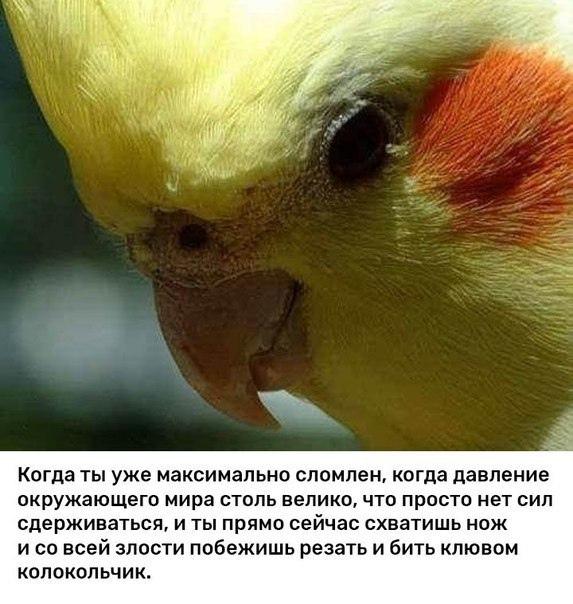 Когда ты уже максимально сломлен, когда давление
окружающего мира столь велико, что просто нет сил
сдерживаться, и ты прямо сейчас схватишь нож
и со всей злости побежишь резать и бить клювом
колокольчик.